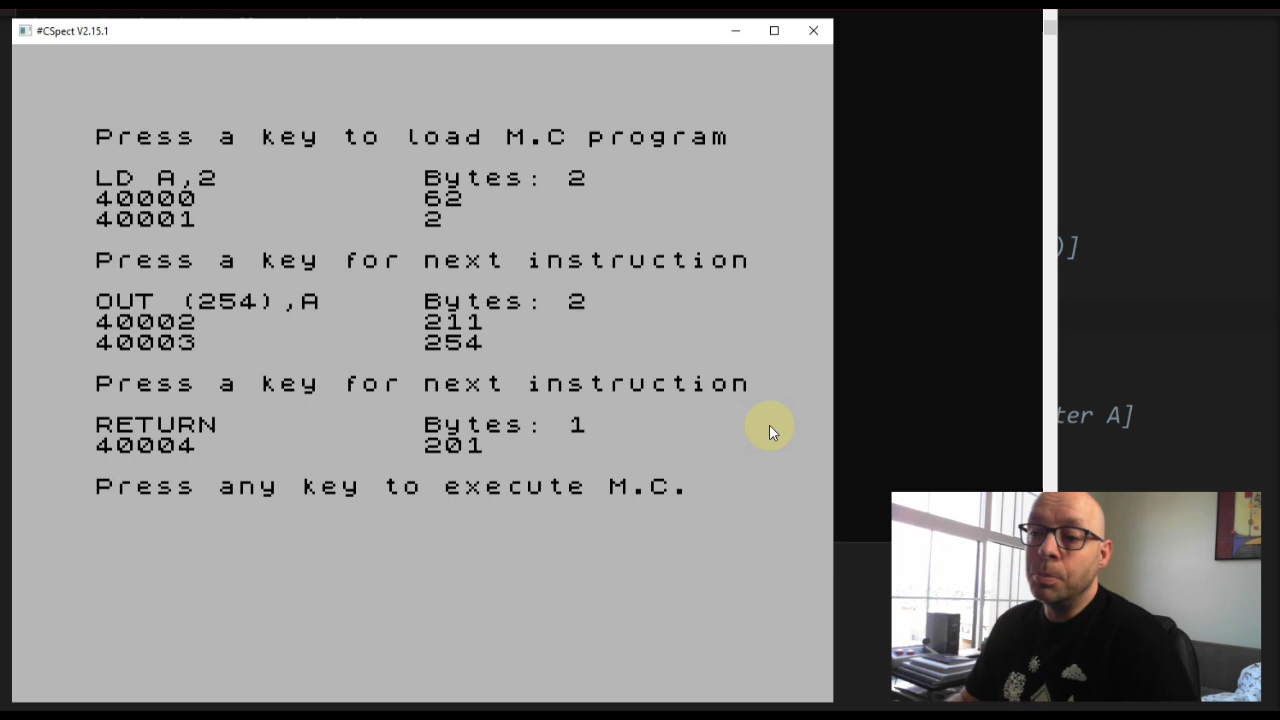 #CSpect V2.15.1
Press a key to load M.C program
LD A,2 Bytes: 2
40000 62
40001 2
Press a key for next instruction
OUT (254),A Bytes: 2
40002 211
40003 254
Press a key for next instruction
RETURN Bytes: 1
40004 201
Press any key to execute M.C.
)]
ter A]